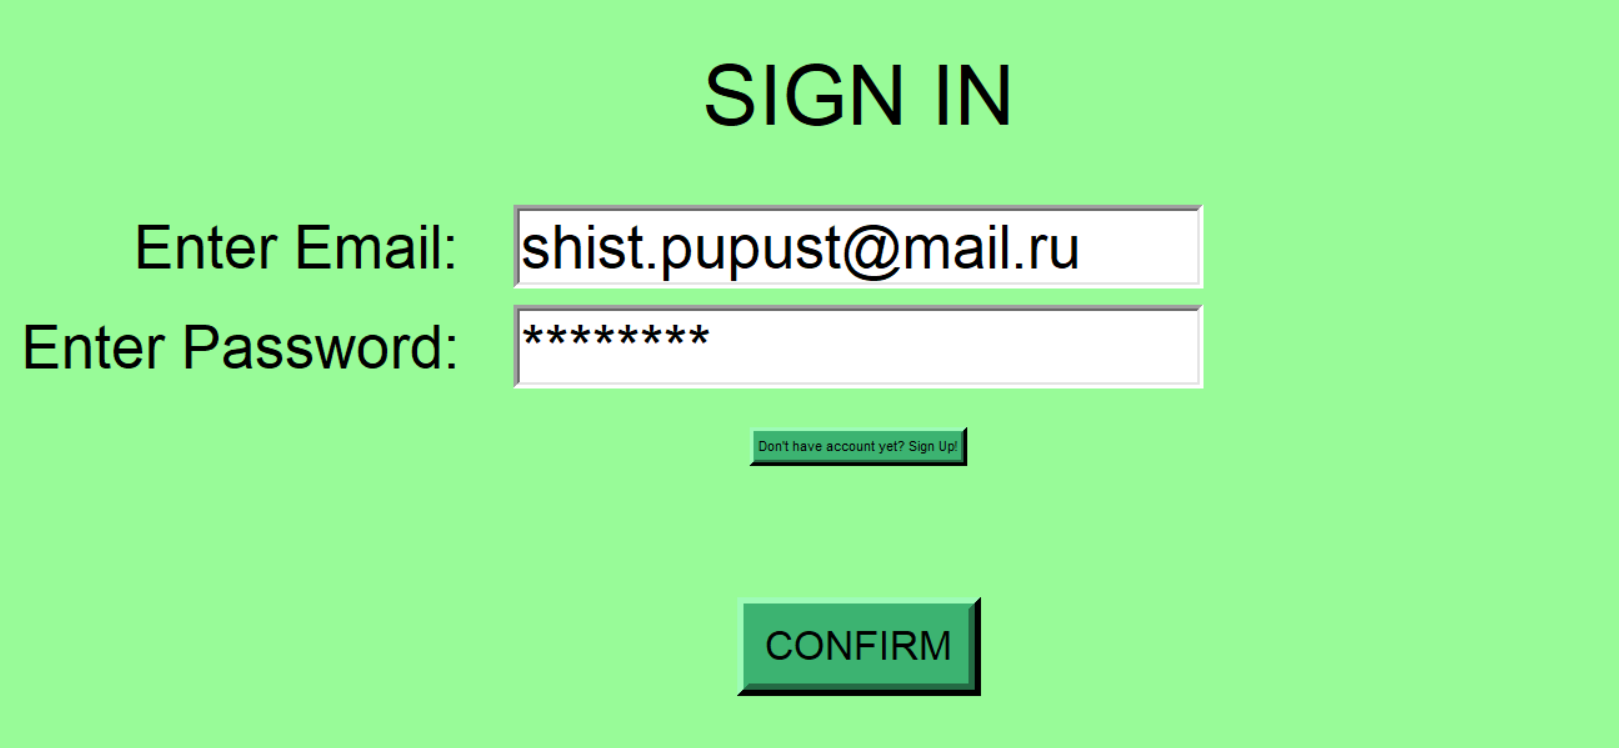 SIGN IN
Enter Email: shist.pupust@mail.ru
Enter Password: ********
Don't have account yet? Sign Up!
CONFIRM